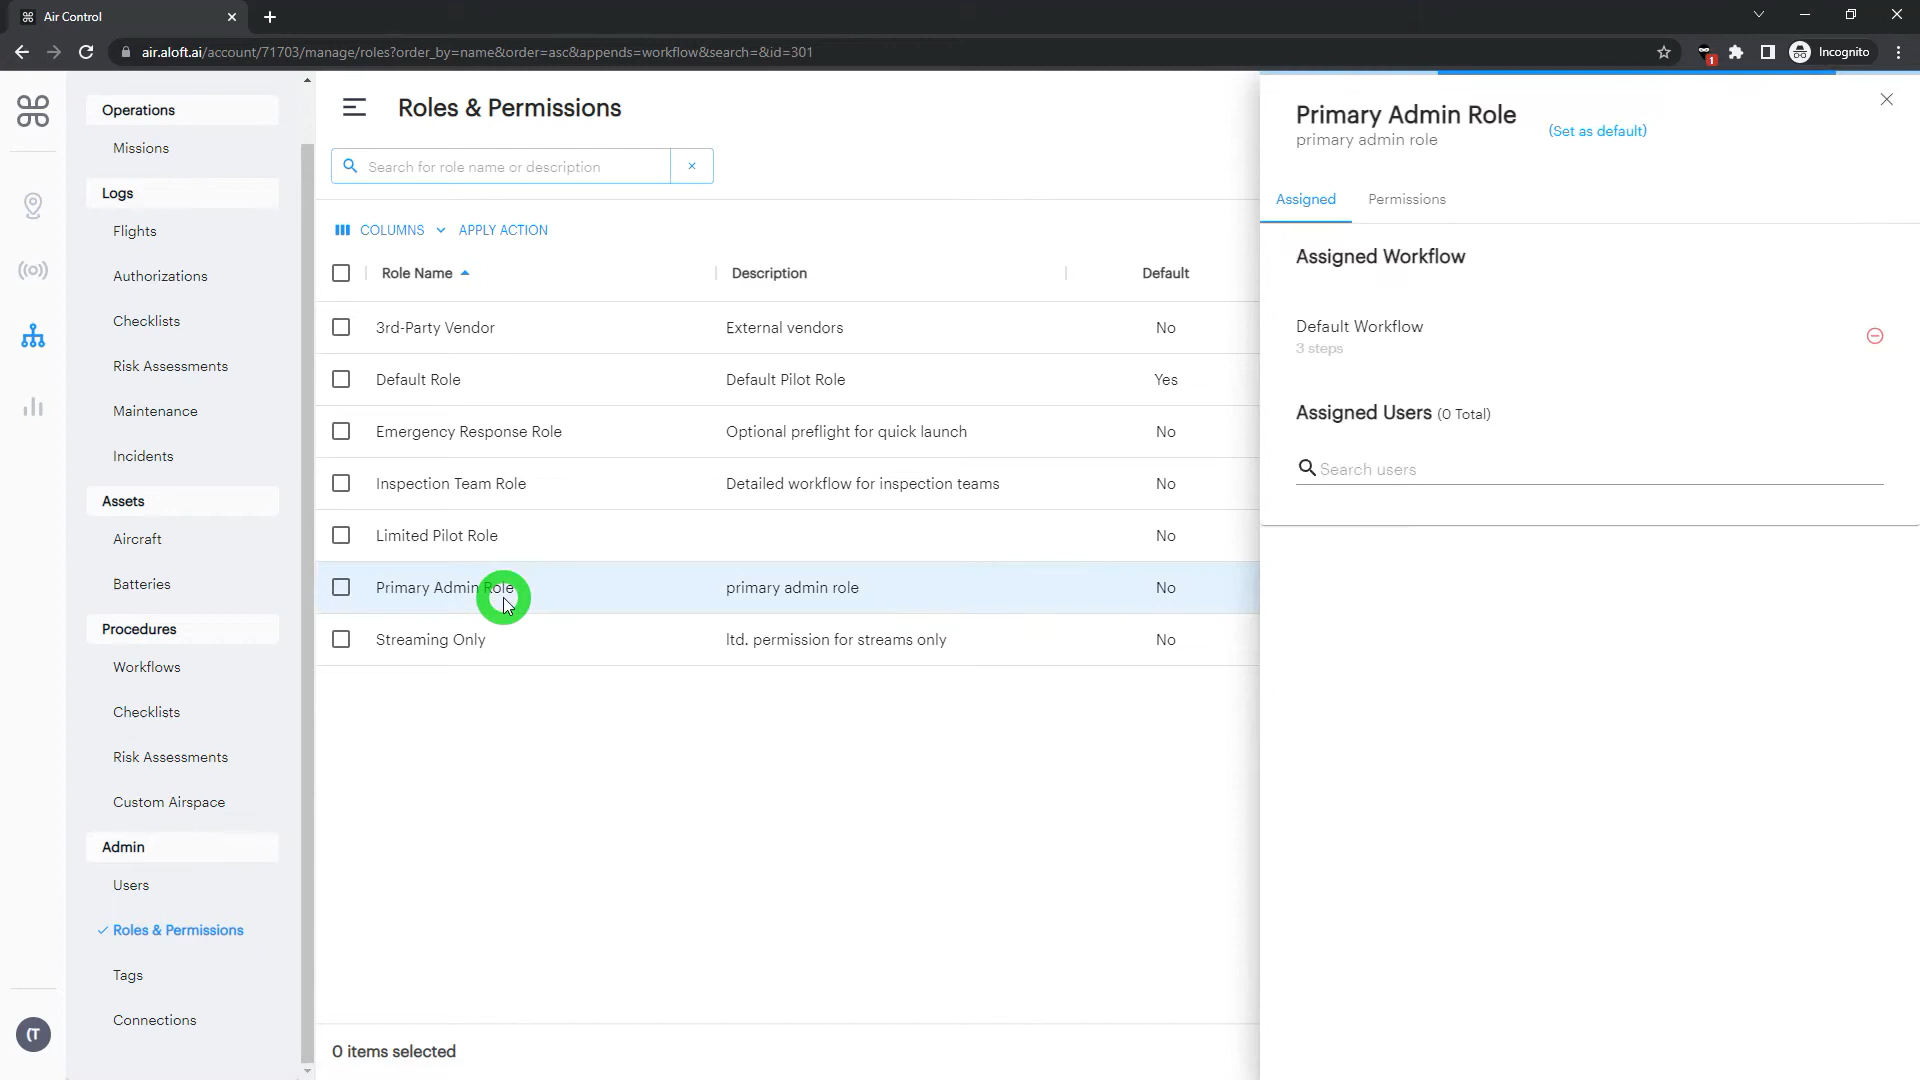 Air Control
air.aloft.ai/account/71703/manage/roles?order_by=name&order=asc&appends=workflow&search=&id=301
1
Incognito
Operations
Missions
Logs
Flights
Authorizations
Checklists
Risk Assessments
Maintenance
Incidents
Assets
Aircraft
Batteries
Procedures
Workflows
Checklists
Risk Assessments
Custom Airspace
Admin
Users
Roles & Permissions
Tags
Connections
(T
Roles & Permissions
Search for role name or description
COLUMNS APPLY ACTION
Role Name Description Default
3rd-Party Vendor External vendors No
Default Role Default Pilot Role Yes
Emergency Response Role Optional preflight for quick launch No
Inspection Team Role Detailed workflow for inspection teams No
Limited Pilot Role No
Primary Admin Role primary admin role No
Streaming Only ltd. permission for streams only No
0 items selected
Primary Admin Role
(Set as default)
primary admin role
Assigned Permissions
Assigned Workflow
Default Workflow
3 steps
Assigned Users (0 Total)
Search users